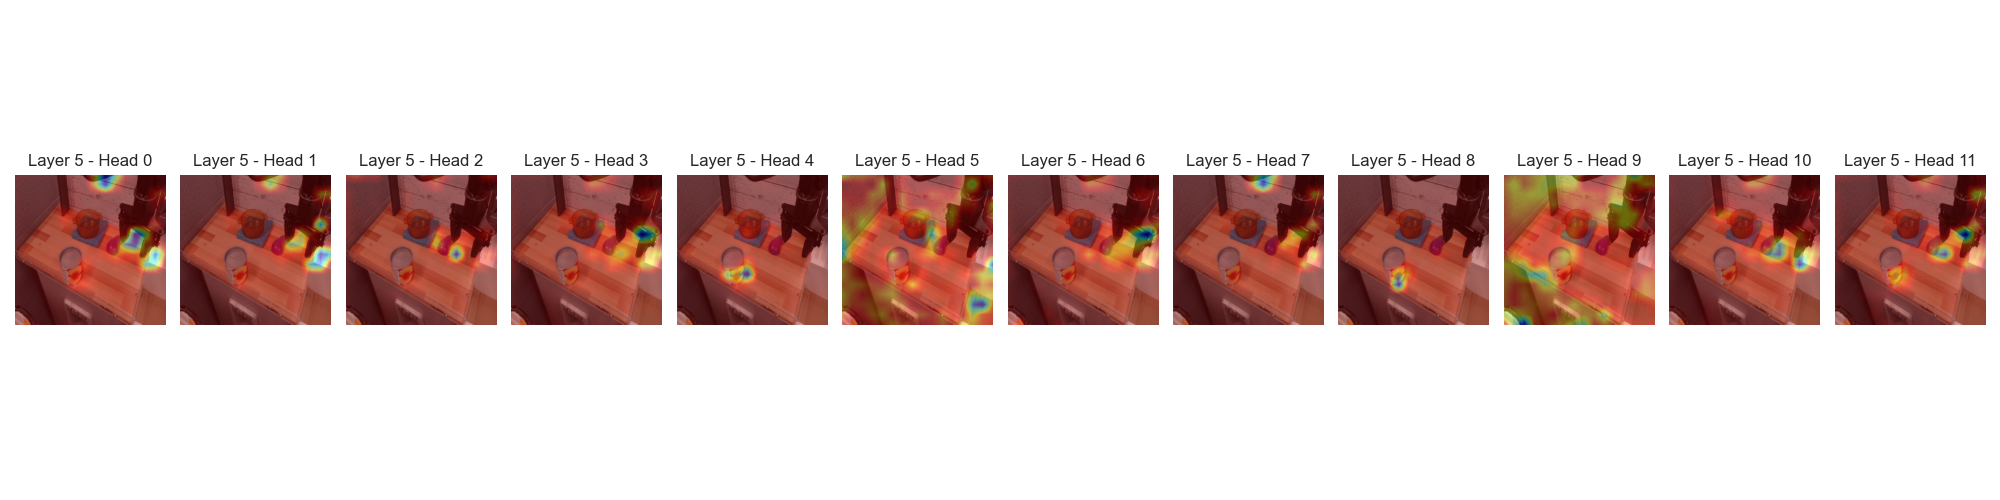 Layer 5 - Head 0
Layer 5 - Head 1
Layer 5 - Head 2
Layer 5 - Head 3
Layer 5 - Head 4
Layer 5 - Head 5
Layer 5 - Head 6
Layer 5 - Head 7
Layer 5 - Head 8
Layer 5 - Head 9
Layer 5 - Head 10
Layer 5 - Head 11